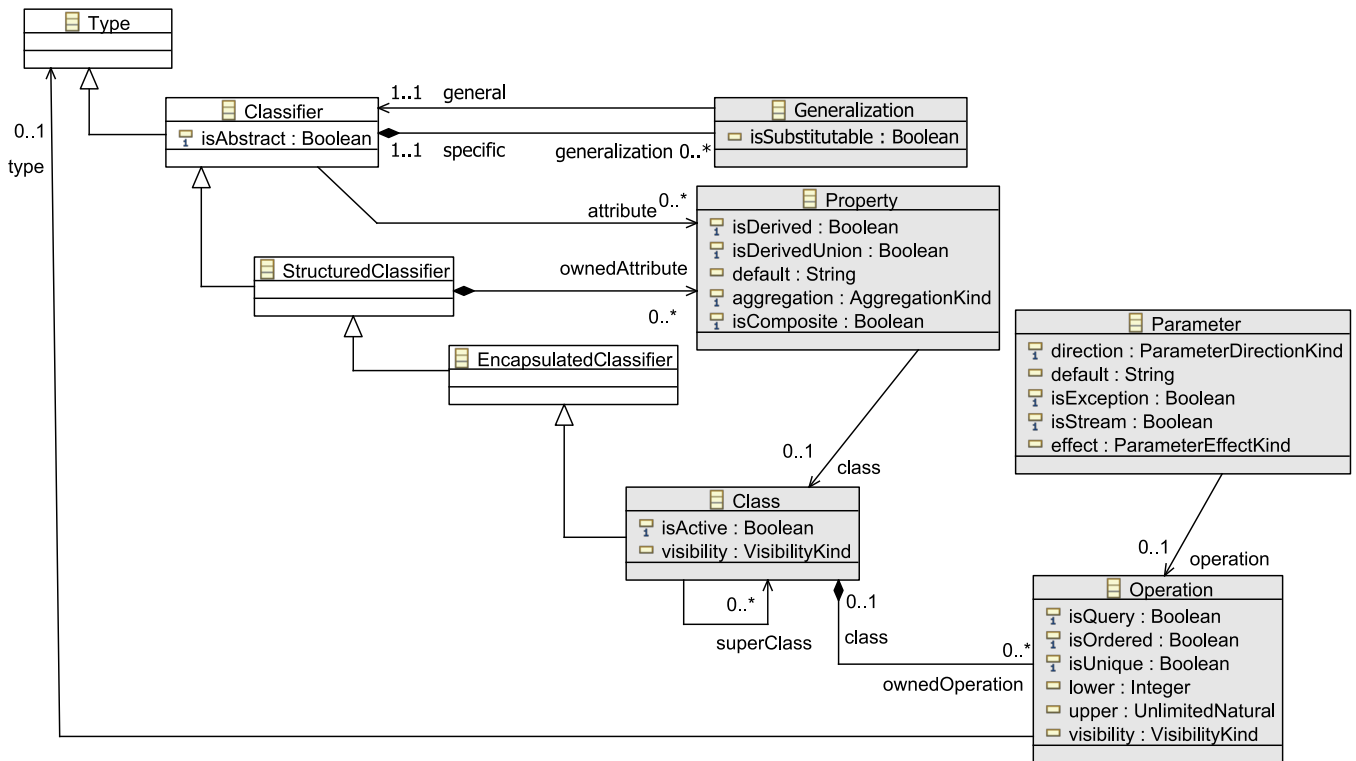 Type
0..1
type
Classifier
isAbstract : Boolean
1..1 general
1..1 specific
generalization 0..*
Generalization
isSubstitutable : Boolean
attribute
0..*
Property
isDerived : Boolean
isDerivedUnion : Boolean
default : String
aggregation : AggregationKind
isComposite : Boolean
StructuredClassifier
ownedAttribute
0..*
EncapsulatedClassifier
Parameter
direction : ParameterDirectionKind
default : String
isException : Boolean
isStream : Boolean
effect : ParameterEffectKind
0..1
class
Class
isActive : Boolean
visibility : VisibilityKind
0..*
superClass
0..1
class
0..*
ownedOperation
0..1
operation
Operation
isQuery : Boolean
isOrdered : Boolean
isUnique : Boolean
lower : Integer
upper : UnlimitedNatural
visibility : VisibilityKind